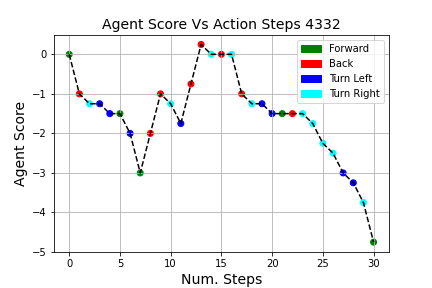 Agent Score Vs Action Steps 4332
Forward
Back
Turn Left
Turn Right
Agent Score
0
−1
−2
−3
−4
−5
0 5 10 15 20 25 30
Num. Steps